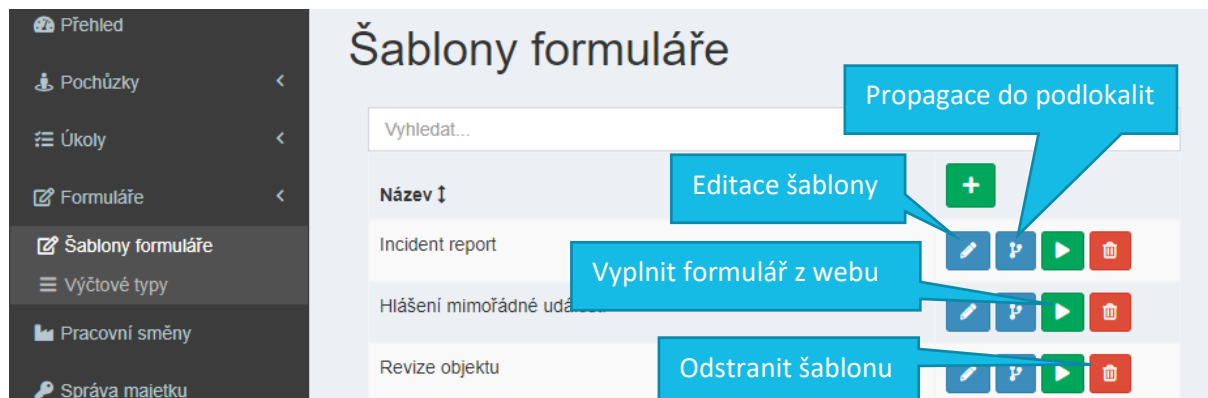 Přehled
Pochůzky
Úkoly
Formuláře
Šablony formuláře
Výčtové typy
Pracovní směny
Správa majetku
Šablony formuláře
Propagace do podlokalit
Vyhledat...
Editace šablony
Název
Incident report
Vyplnit formulář z webu
Hlášení mimořádné
Revize objektu
Odstranit šablonu